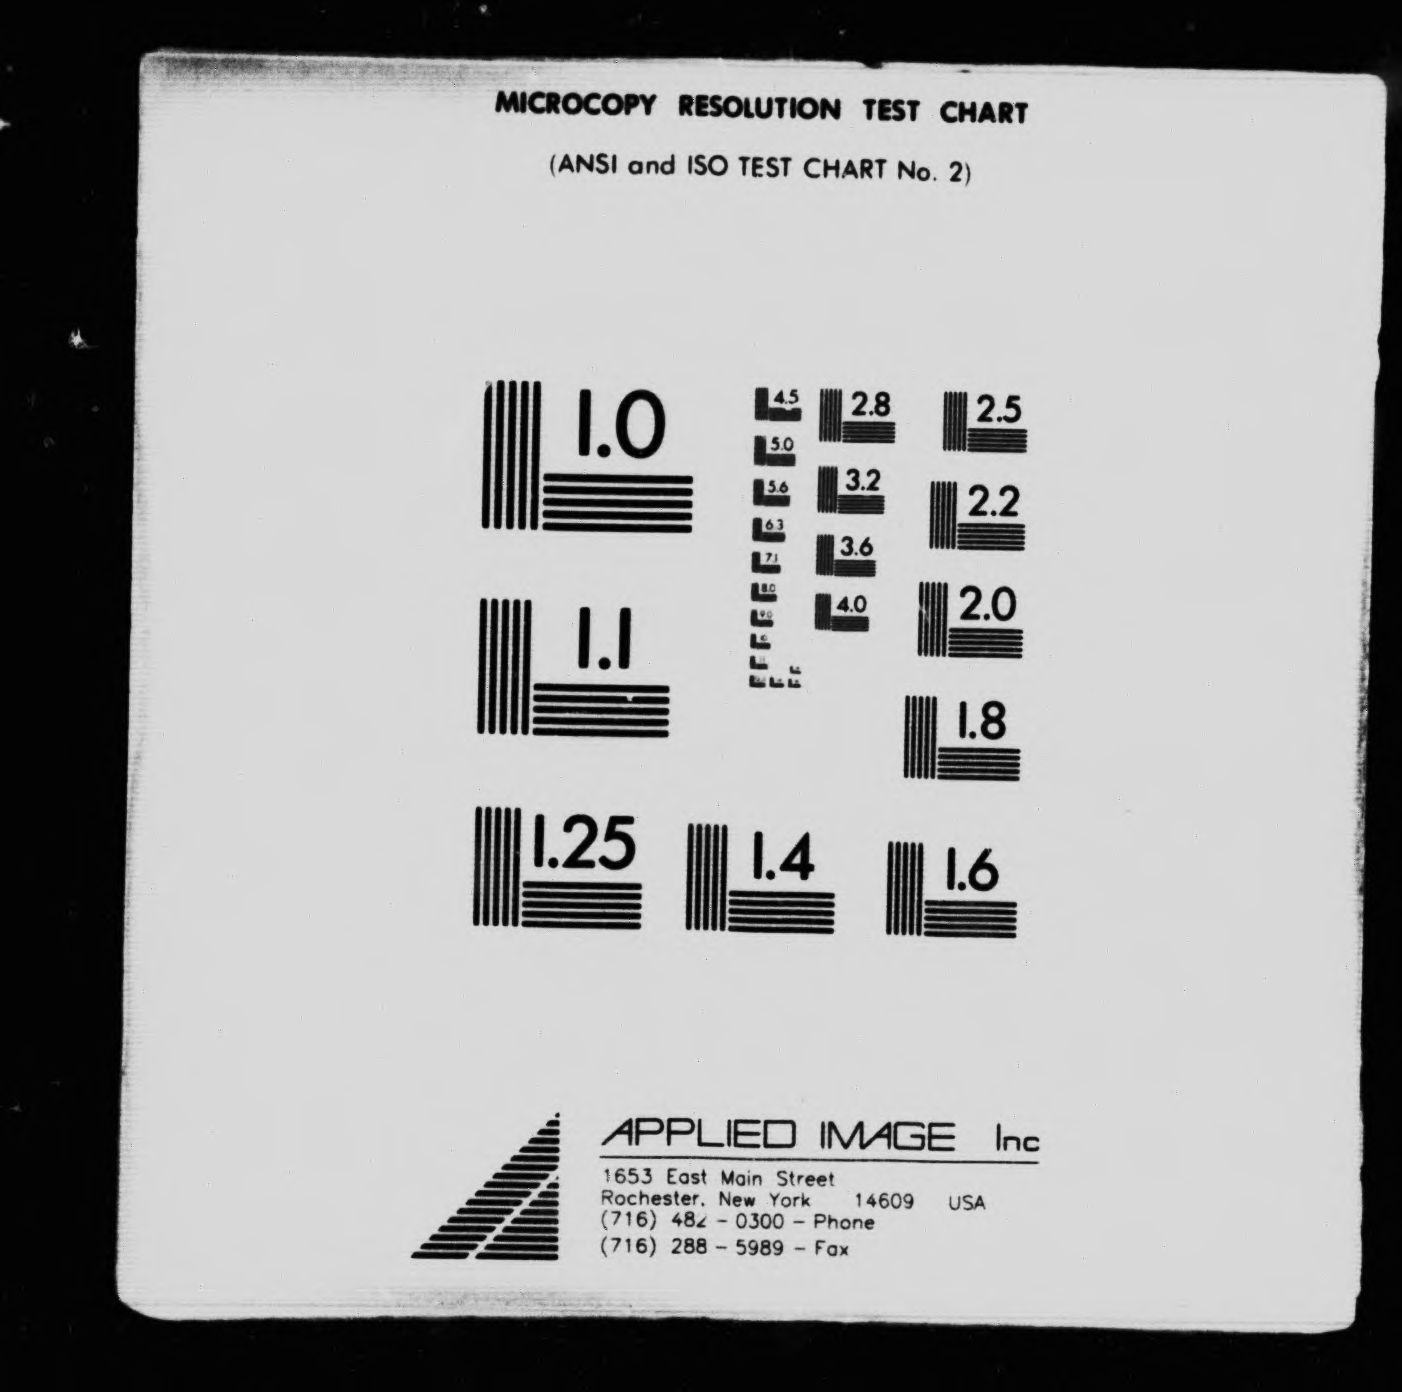 MICROCOPY RESOLUTION TEST CHART
(ANSI and ISO TEST CHART No. 2)
1.0
1.1
1.25
1.4
1.6
1.8
2.0
2.2
2.5
2.8
3.2
3.6
4.0
4.5
5.0
5.6
6.3
7.1
8.0
9.0
APPLIED IMAGE Inc
1653 East Main Street
Rochester, New York 14609 USA
(716) 482 - 0300 - Phone
(716) 288 - 5989 - Fax